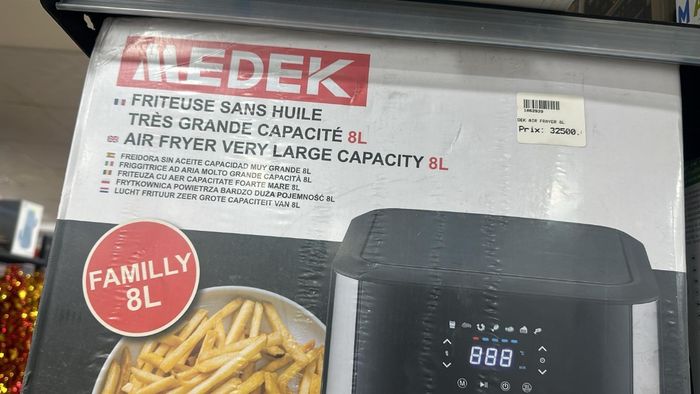 MEDEK
FRITEUSE SANS HUILE
TRÈS GRANDE CAPACITÉ 8L
AIR FRYER VERY LARGE CAPACITY 8L
FREIDORA SIN ACEITE CAPACIDAD MUY GRANDE 8L
FRIGGITRICE AD ARIA MOLTO GRANDE CAPACITÀ 8L
FRITEUZA CU AER CAPACITATE FOARTE MARE 8L
FRYTKOWNICA POWIETRZA BARDZO DUŻA POJEMNOŚĆ 8L
LUCHT FRITUUR ZEER GROTE CAPACITEIT VAN 8L
DEK AIR FRYER 8L
Prix: 32500.
FAMILLY
8L
888
M